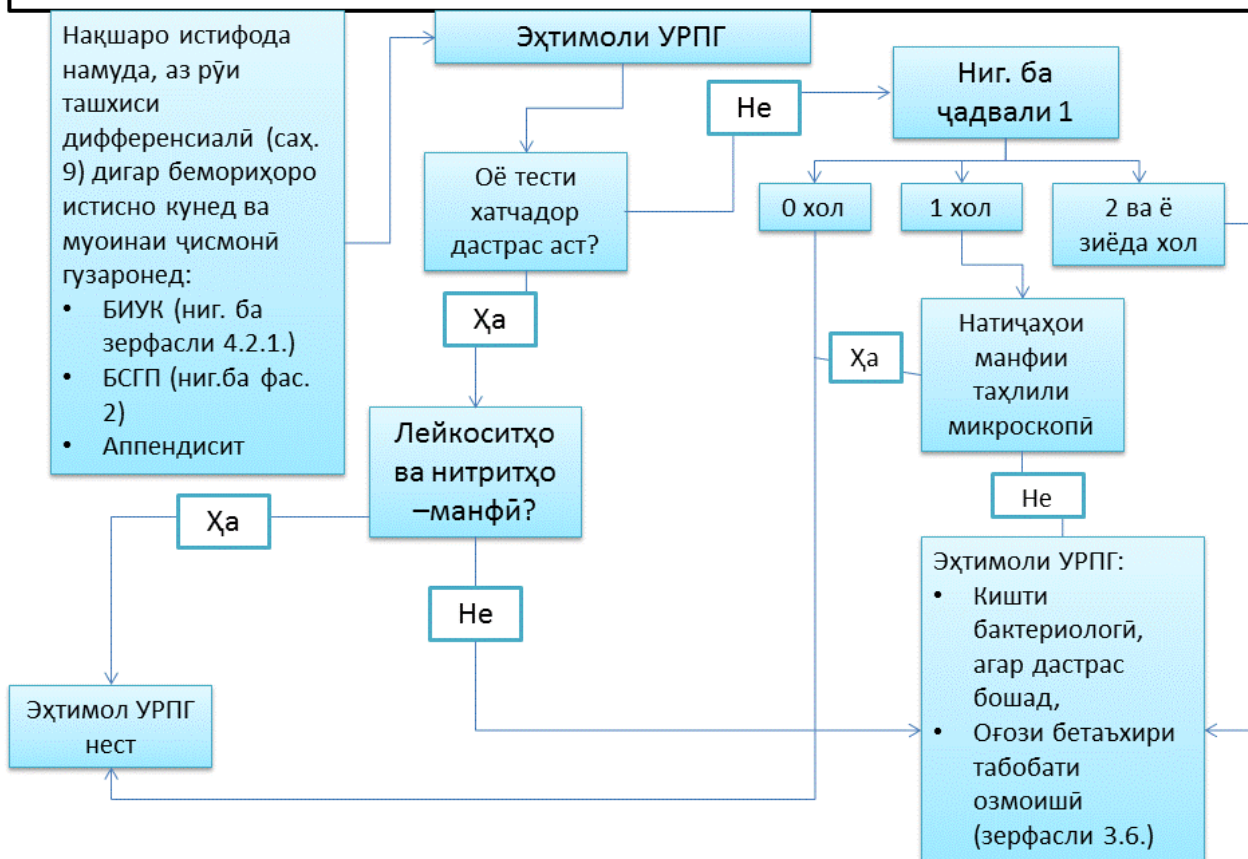 Нақшаро истифода
намуда, аз рӯи
ташхиси
дифференсиалӣ (сах.
9) дигар бемориҳоро
истисно кунед ва
муоинаи ҷисмонӣ
гузаронед:
• БИУК (ниг. ба
зерфасли 4.2.1.)
• БСГП (ниг.ба фас.
2)
• Аппендисит
Эҳтимоли УРПГ
Не
Ниг. ба
ҷадвали 1
Оё тести
хатчадор
дастрас аст?
0 хол
1 хол
2 ва ё
зиёда хол
Ҳа
Ҳа
Натиҷаҳои
манфии
таҳлили
микроскопӣ
Лейкоситҳо
ва нитритҳо
–манфӣ?
Не
Ҳа
Не
Эҳтимоли УРПГ:
• Кишти
бактериологӣ,
агар дастрас
бошад,
• Оғози бетаъхири
табобати
озмоишӣ
(зерфасли 3.6.)
Эҳтимол УРПГ
нест